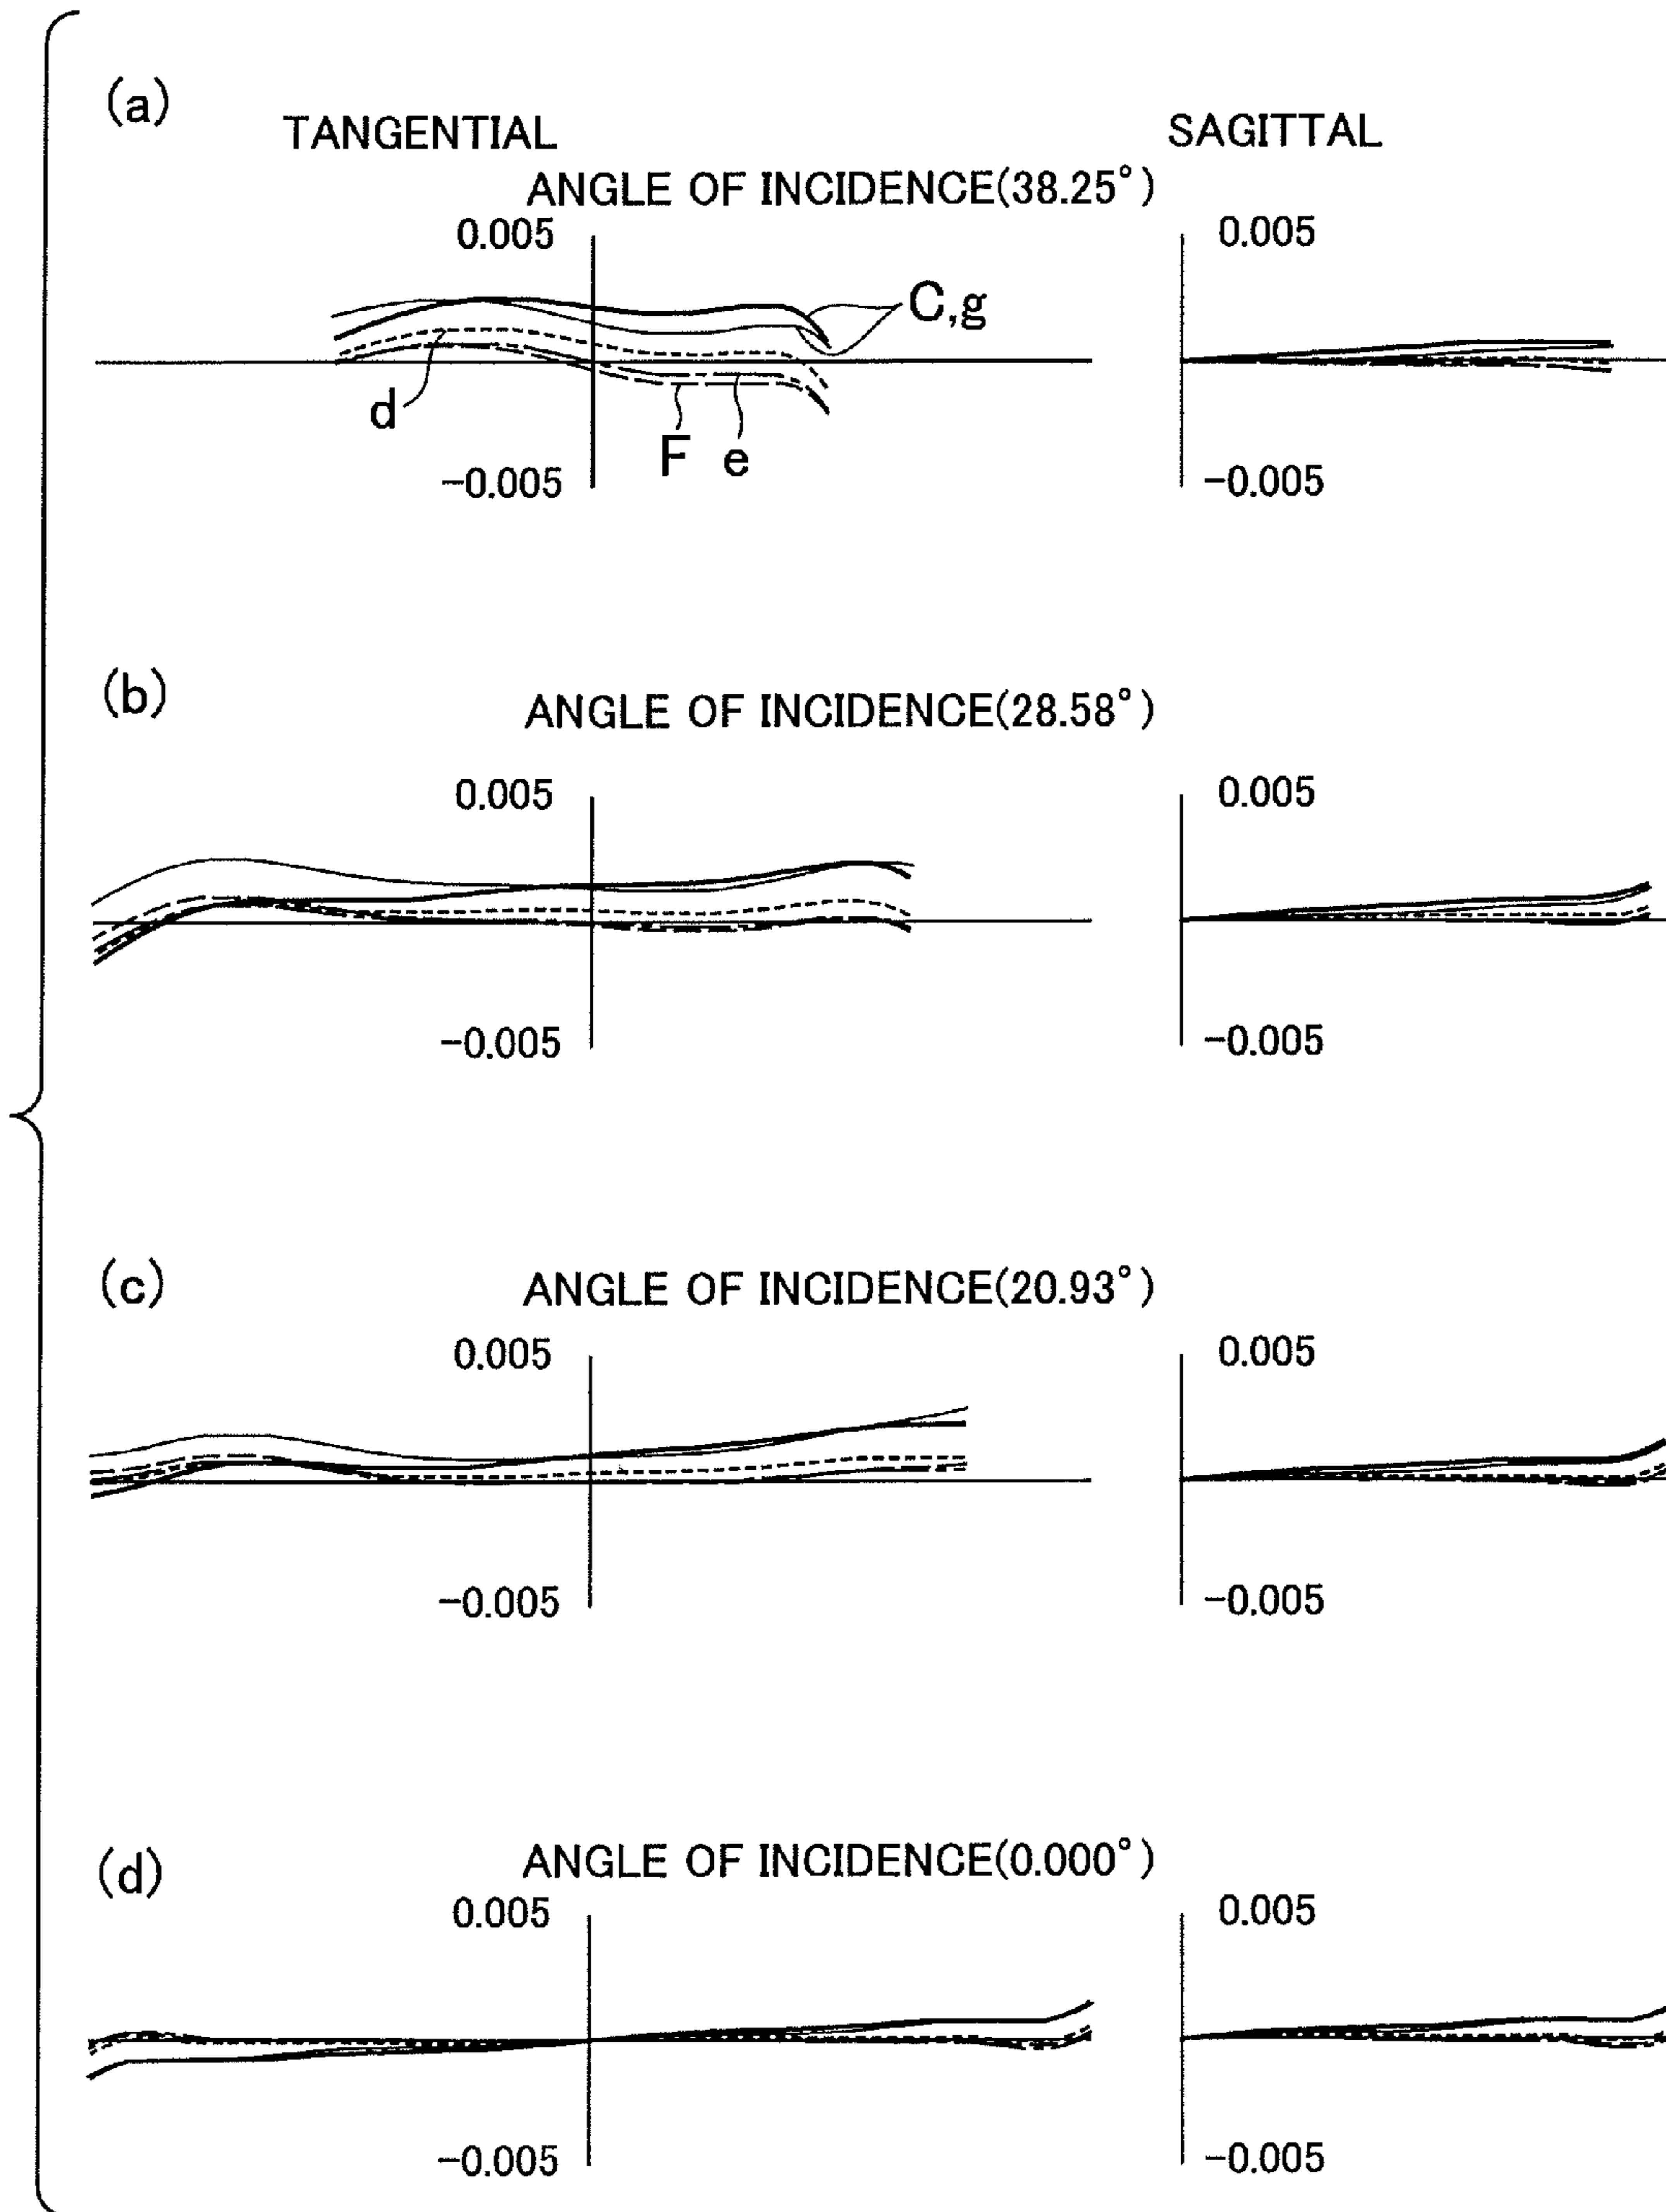 (a)
TANGENTIAL SAGITTAL
ANGLE OF INCIDENCE(38.25°)
0.005 0.005
C,g
d
F e
-0.005 -0.005
(b)
ANGLE OF INCIDENCE(28.58°)
0.005 0.005
-0.005 -0.005
(c)
ANGLE OF INCIDENCE(20.93°)
0.005 0.005
-0.005 -0.005
(d)
ANGLE OF INCIDENCE(0.000°)
0.005 0.005
-0.005 -0.005